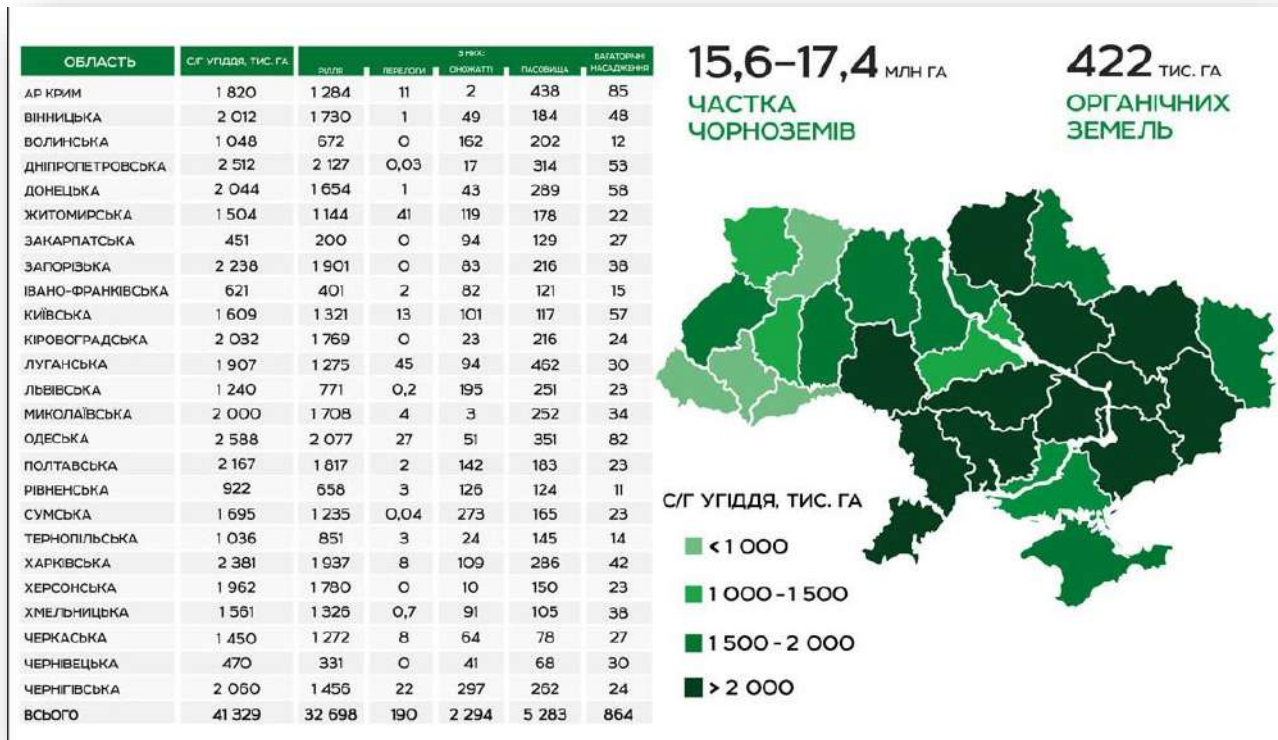 ОБЛАСТЬ С/Г УГІДДЯ, ТИС. ГА З НИХ:
РІЛЛЯ ПЕРЕЛОГИ СІНОЖАТТІ ПАСОВИЩА БАГАТОРІЧНІ НАСАДЖЕННЯ
АР КРИМ 1 820 1 284 11 2 438 85
ВІННИЦЬКА 2 012 1 730 1 49 184 48
ВОЛИНСЬКА 1 048 672 0 162 202 12
ДНІПРОПЕТРОВСЬКА 2 512 2 127 0,03 17 314 53
ДОНЕЦЬКА 2 044 1 654 1 43 289 58
ЖИТОМИРСЬКА 1 504 1 144 41 119 178 22
ЗАКАРПАТСЬКА 451 200 0 94 129 27
ЗАПОРІЗЬКА 2 238 1 901 0 83 216 38
ІВАНО-ФРАНКІВСЬКА 621 401 2 82 121 15
КИЇВСЬКА 1 609 1 321 13 101 117 57
КІРОВОГРАДСЬКА 2 032 1 769 0 23 216 24
ЛУГАНСЬКА 1 907 1 275 45 94 462 30
ЛЬВІВСЬКА 1 240 771 0,2 195 251 23
МИКОЛАЇВСЬКА 2 000 1 708 4 3 252 34
ОДЕСЬКА 2 588 2 077 27 51 351 82
ПОЛТАВСЬКА 2 167 1 817 2 142 183 23
РІВНЕНСЬКА 922 658 3 126 124 11
СУМСЬКА 1 695 1 235 0,04 273 165 23
ТЕРНОПІЛЬСЬКА 1 036 851 3 24 145 14
ХАРКІВСЬКА 2 381 1 937 8 109 286 42
ХЕРСОНСЬКА 1 962 1 780 0 10 150 23
ХМЕЛЬНИЦЬКА 1 561 1 326 0,7 91 105 38
ЧЕРКАСЬКА 1 450 1 272 8 64 78 27
ЧЕРНІВЕЦЬКА 470 331 0 41 68 30
ЧЕРНІГІВСЬКА 2 060 1 456 22 297 262 24
ВСЬОГО 41 329 32 698 190 2 294 5 283 864
15,6–17,4 МЛН ГА
ЧАСТКА
ЧОРНОЗЕМІВ
422 ТИС. ГА
ОРГАНІЧНИХ
ЗЕМЕЛЬ
С/Г УГІДДЯ, ТИС. ГА
< 1 000
1 000 - 1 500
1 500 - 2 000
> 2 000